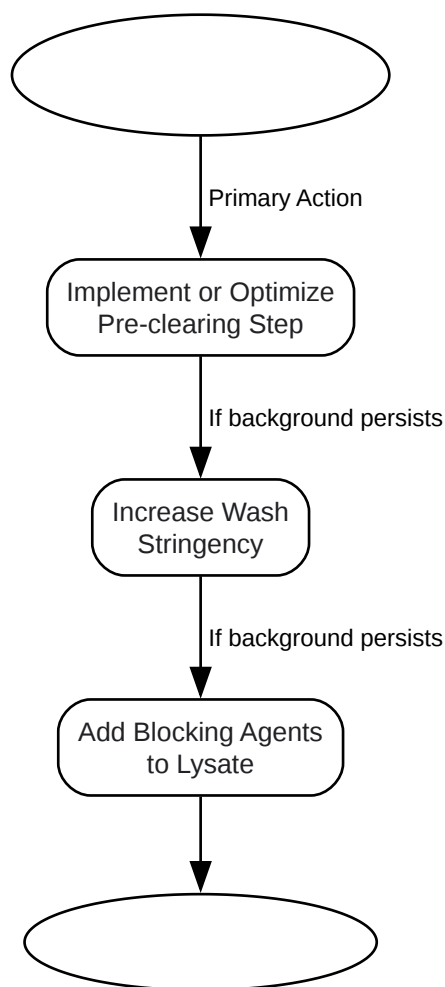 Primary Action
Implement or Optimize
Pre-clearing Step
If background persists
Increase Wash
Stringency
If background persists
Add Blocking Agents
to Lysate